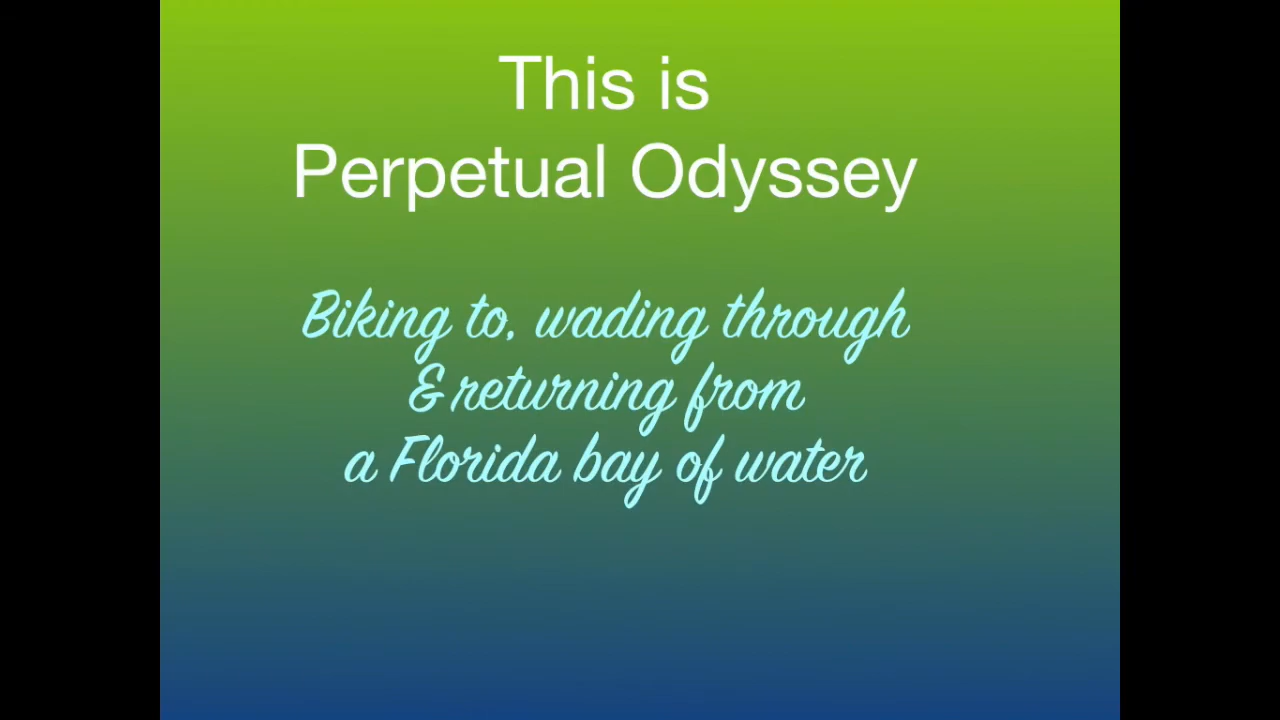 This is
Perpetual Odyssey
Biking to, wading through
& returning from
a Florida bay of water